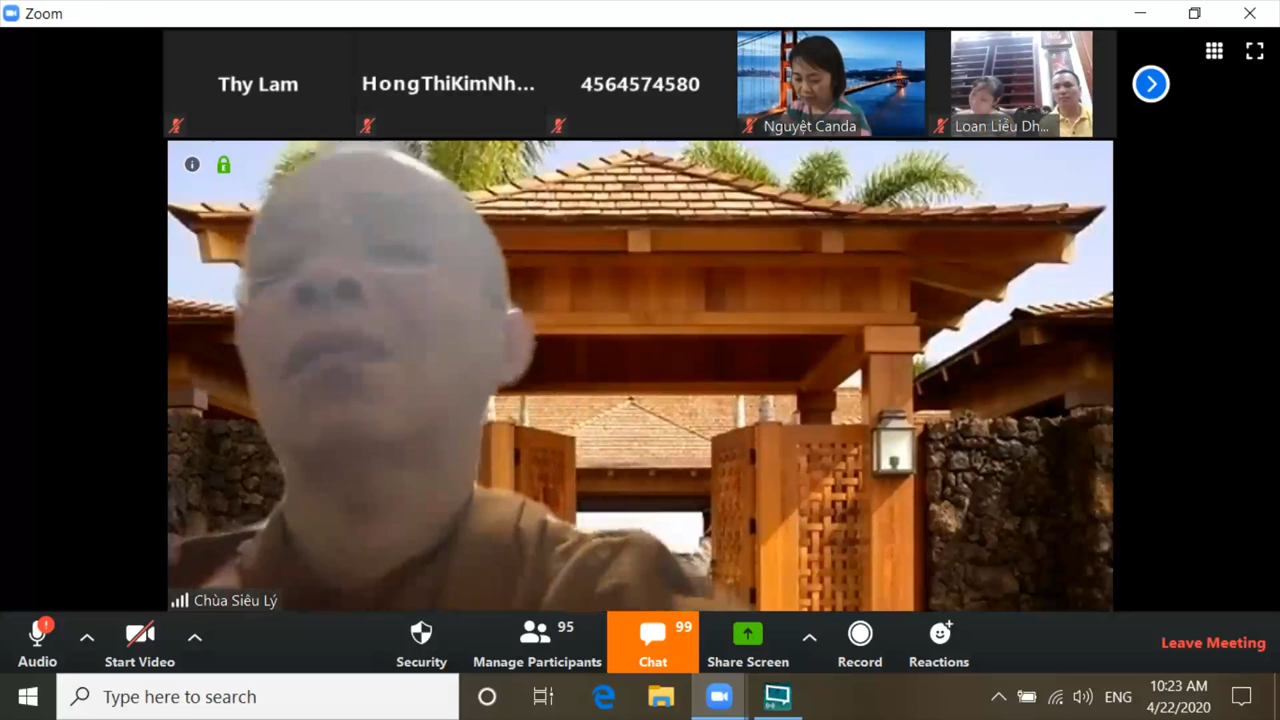 Zoom
Thy Lam
HongThiKimNh...
4564574580
Nguyệt Canda
Loan Liễu Dh...
Chùa Siêu Lý
95
99
Audio
Start Video
Security
Manage Participants
Chat
Share Screen
Record
Reactions
Leave Meeting
Type here to search
ENG
10:23 AM
4/22/2020